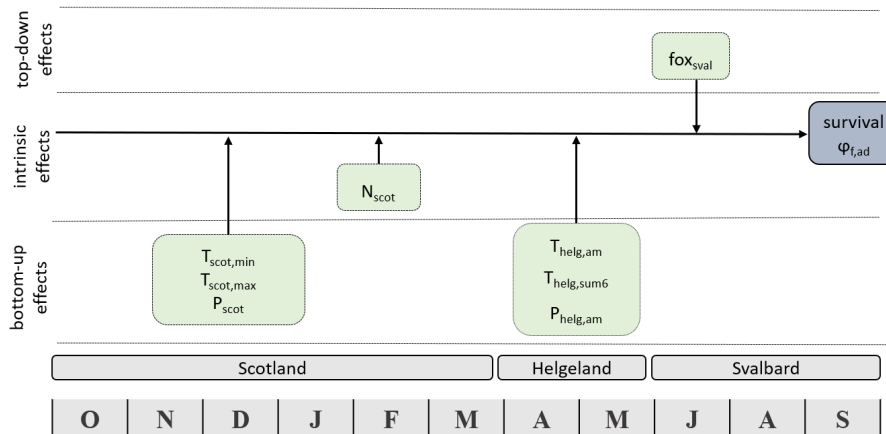 top-down
effects
fox_sval
intrinsic
effects
survival
φ_f,ad
N_scot
bottom-up
effects
T_scot,min
T_scot,max
P_scot
T_helg,am
T_helg,sum6
P_helg,am
Scotland
Helgeland
Svalbard
O N D J F M A M J A S